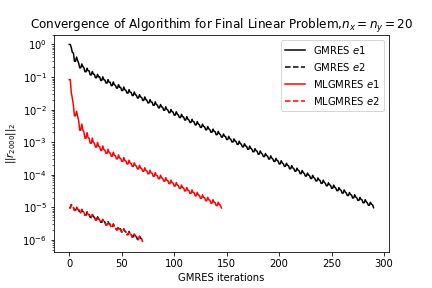 Convergence of Algorithim for Final Linear Problem,$n_x = n_y = 20$
GMRES e1
GMRES e2
MLGMRES e1
MLGMRES e2
||r_{2000}||_2
10^0
10^{-1}
10^{-2}
10^{-3}
10^{-4}
10^{-5}
10^{-6}
0 50 100 150 200 250 300
GMRES iterations